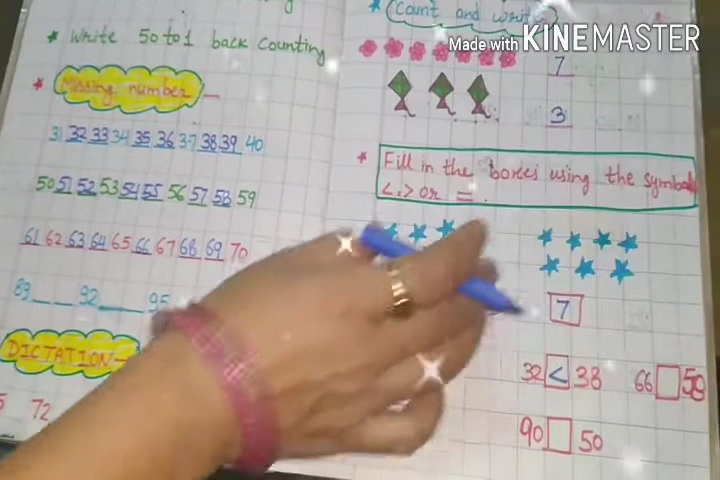 * Write 50 to 1 back counting
* Missing number
31 32 33 34 35 36 37 38 39 40
50 51 52 53 54 55 56 57 58 59
61 62 63 64 65 66 67 68 69 70
89 _ _ 92 _ _ 95
DICTATION-
72
* Count and write
Made with KINEMASTER
7
3
* Fill in the boxes using the symbol
<, > or = .
7
32 < 38 66 □ 58
90 □ 50